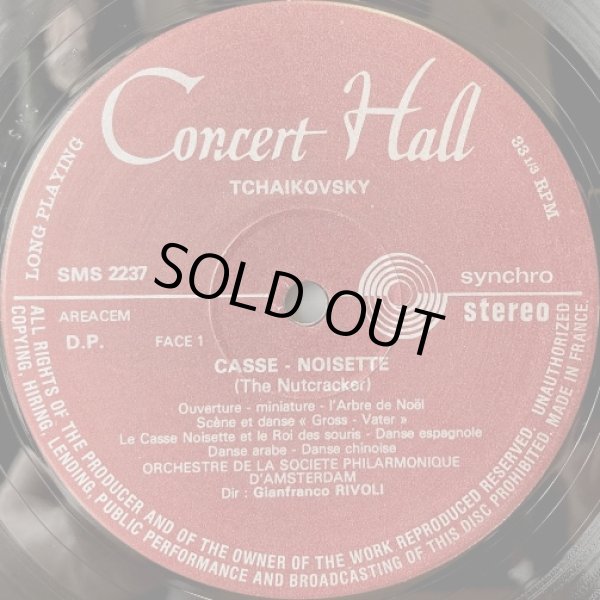 Concert Hall
TCHAIKOVSKY
LONG PLAYING
33 1/3 RPM
SMS 2237
synchro
stereo
AREACEM
D.P.
FACE 1
SOLD OUT
CASSE - NOISETTE
(The Nutcracker)
Ouverture - miniature - l'Arbre de Noël
Scène et danse « Gross - Vater »
Le Casse Noisette et le Roi des souris - Danse espagnole
Danse arabe - Danse chinoise
ORCHESTRE DE LA SOCIETE PHILARMONIQUE
D'AMSTERDAM
Dir : Gianfranco RIVOLI
ALL RIGHTS OF THE PRODUCER AND OF THE OWNER OF THE WORK REPRODUCED RESERVED. UNAUTHORIZED
COPYING, HIRING, LENDING, PUBLIC PERFORMANCE AND BROADCASTING OF THIS DISC PROHIBITED. MADE IN FRANCE.